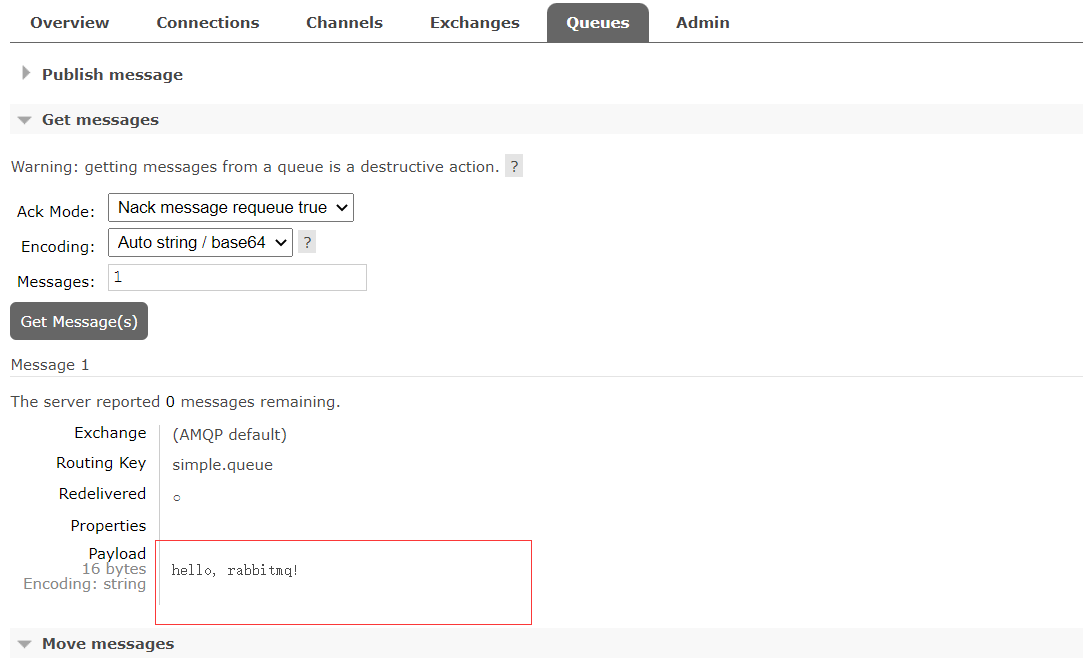 Overview Connections Channels Exchanges Queues Admin
Publish message
Get messages
Warning: getting messages from a queue is a destructive action. ?
Ack Mode: Nack message requeue true
Encoding: Auto string / base64 ?
Messages: 1
Get Message(s)
Message 1
The server reported 0 messages remaining.
Exchange (AMQP default)
Routing Key simple.queue
Redelivered ○
Properties
Payload
16 bytes
hello, rabbitmq!
Encoding: string
Move messages